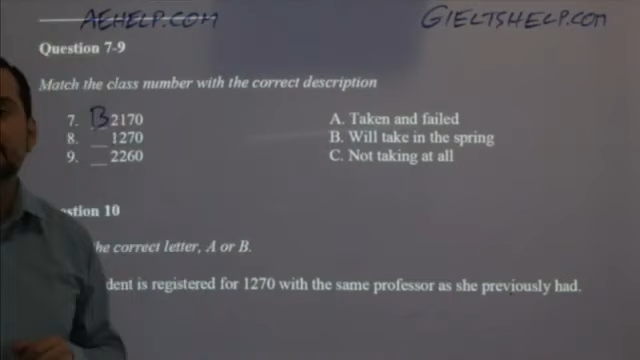 AEHELP.COM GIELTSHELP.COM
Question 7-9
Match the class number with the correct description
7. B 2170 A. Taken and failed
8. __ 1270 B. Will take in the spring
9. __ 2260 C. Not taking at all
estion 10
he correct letter, A or B.
dent is registered for 1270 with the same professor as she previously had.